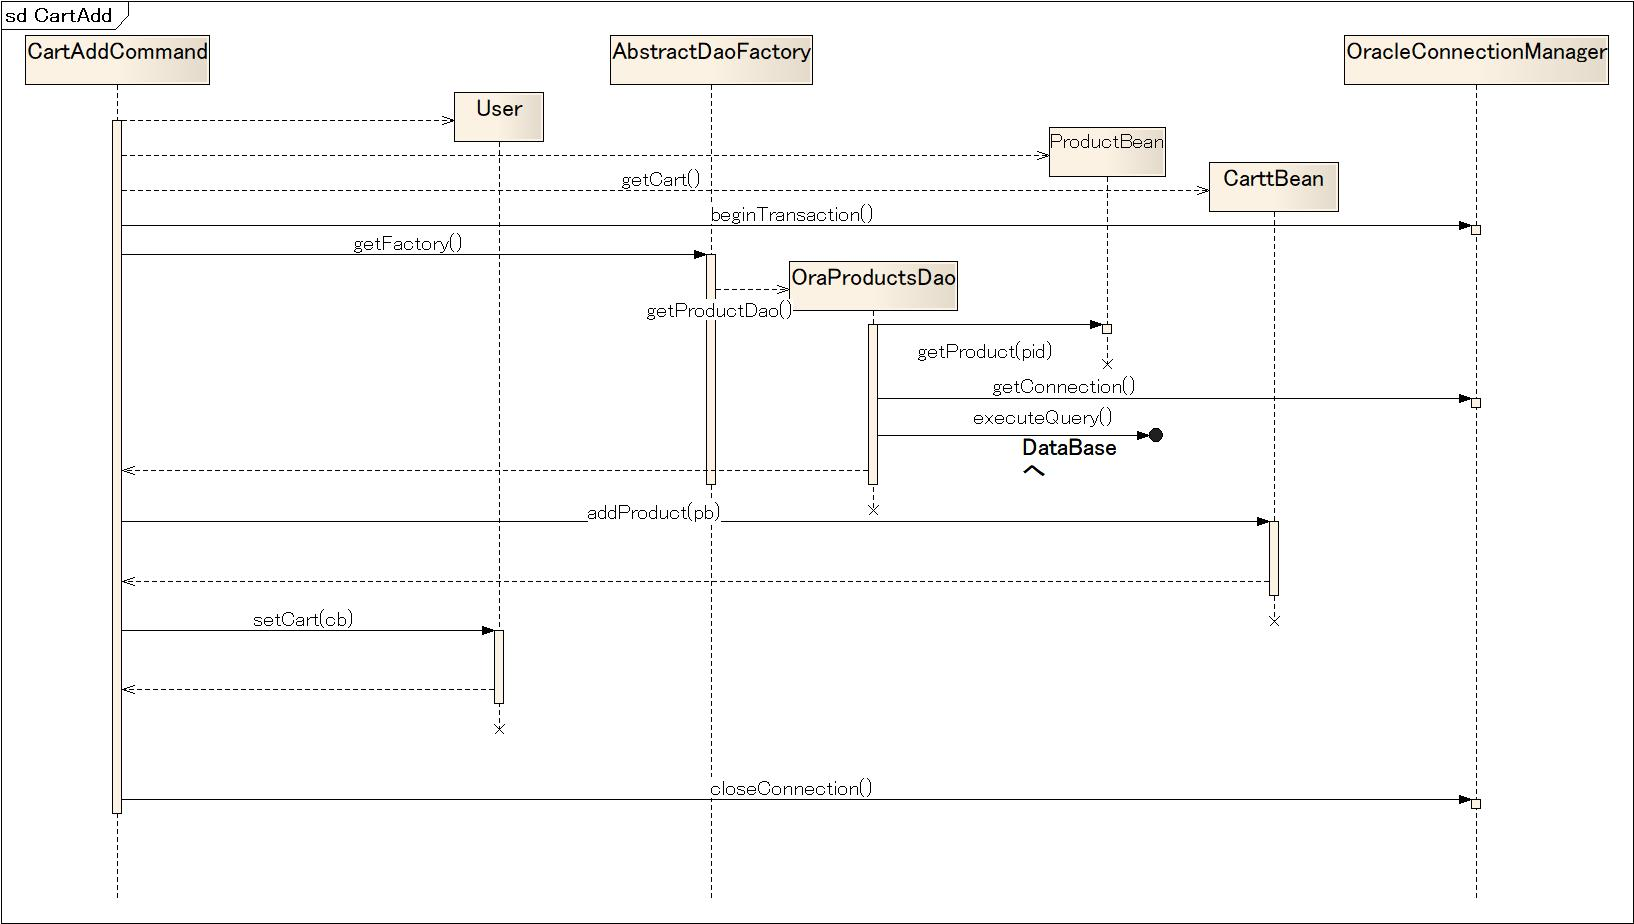 sd CartAdd
CartAddCommand
AbstractDaoFactory
OracleConnectionManager
User
ProductBean
CarttBean
getCart()
beginTransaction()
getFactory()
OraProductsDao
getProductDao()
getProduct(pid)
getConnection()
executeQuery()
DataBase
へ
addProduct(pb)
setCart(cb)
closeConnection()